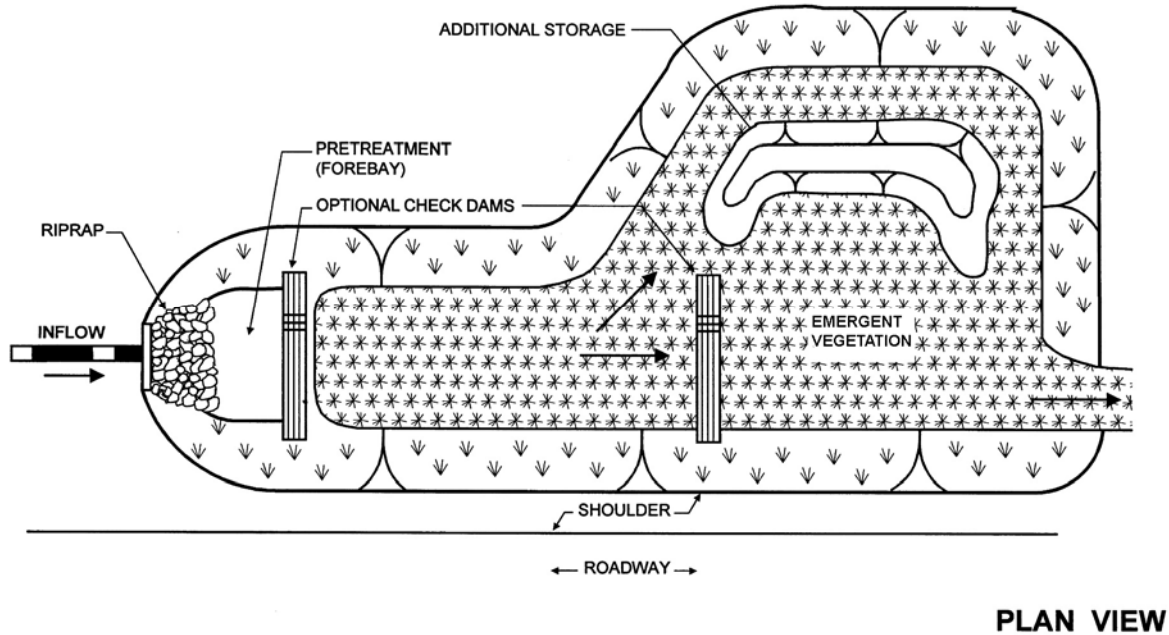 ADDITIONAL STORAGE
PRETREATMENT
(FOREBAY)
OPTIONAL CHECK DAMS
RIPRAP
INFLOW
EMERGENT
VEGETATION
SHOULDER
ROADWAY
PLAN VIEW